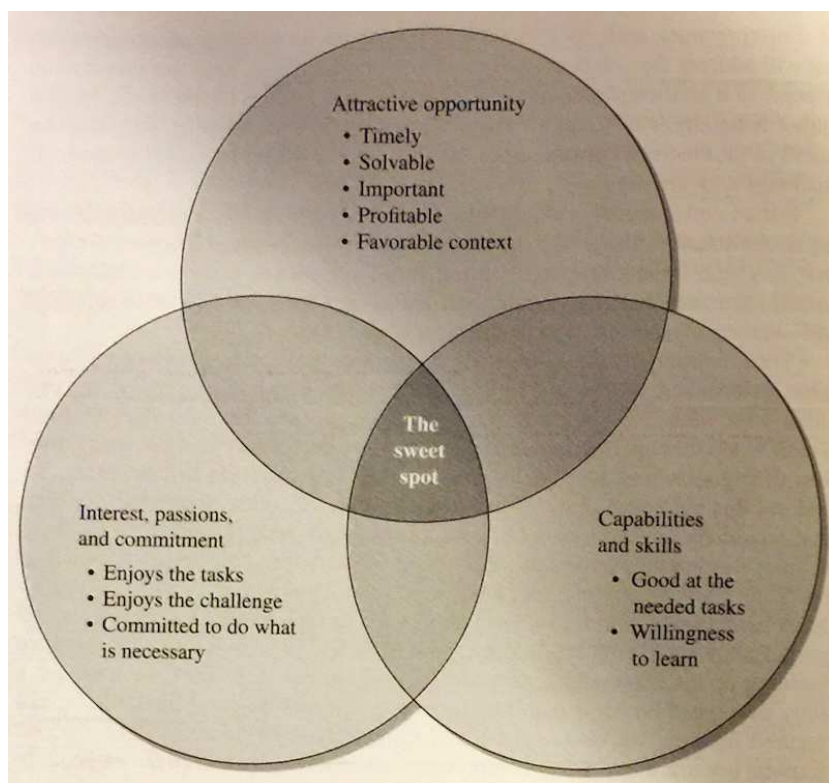 Attractive opportunity
• Timely
• Solvable
• Important
• Profitable
• Favorable context
The
sweet
spot
Interest, passions,
and commitment
• Enjoys the tasks
• Enjoys the challenge
• Committed to do what
is necessary
Capabilities
and skills
• Good at the
needed tasks
• Willingness
to learn